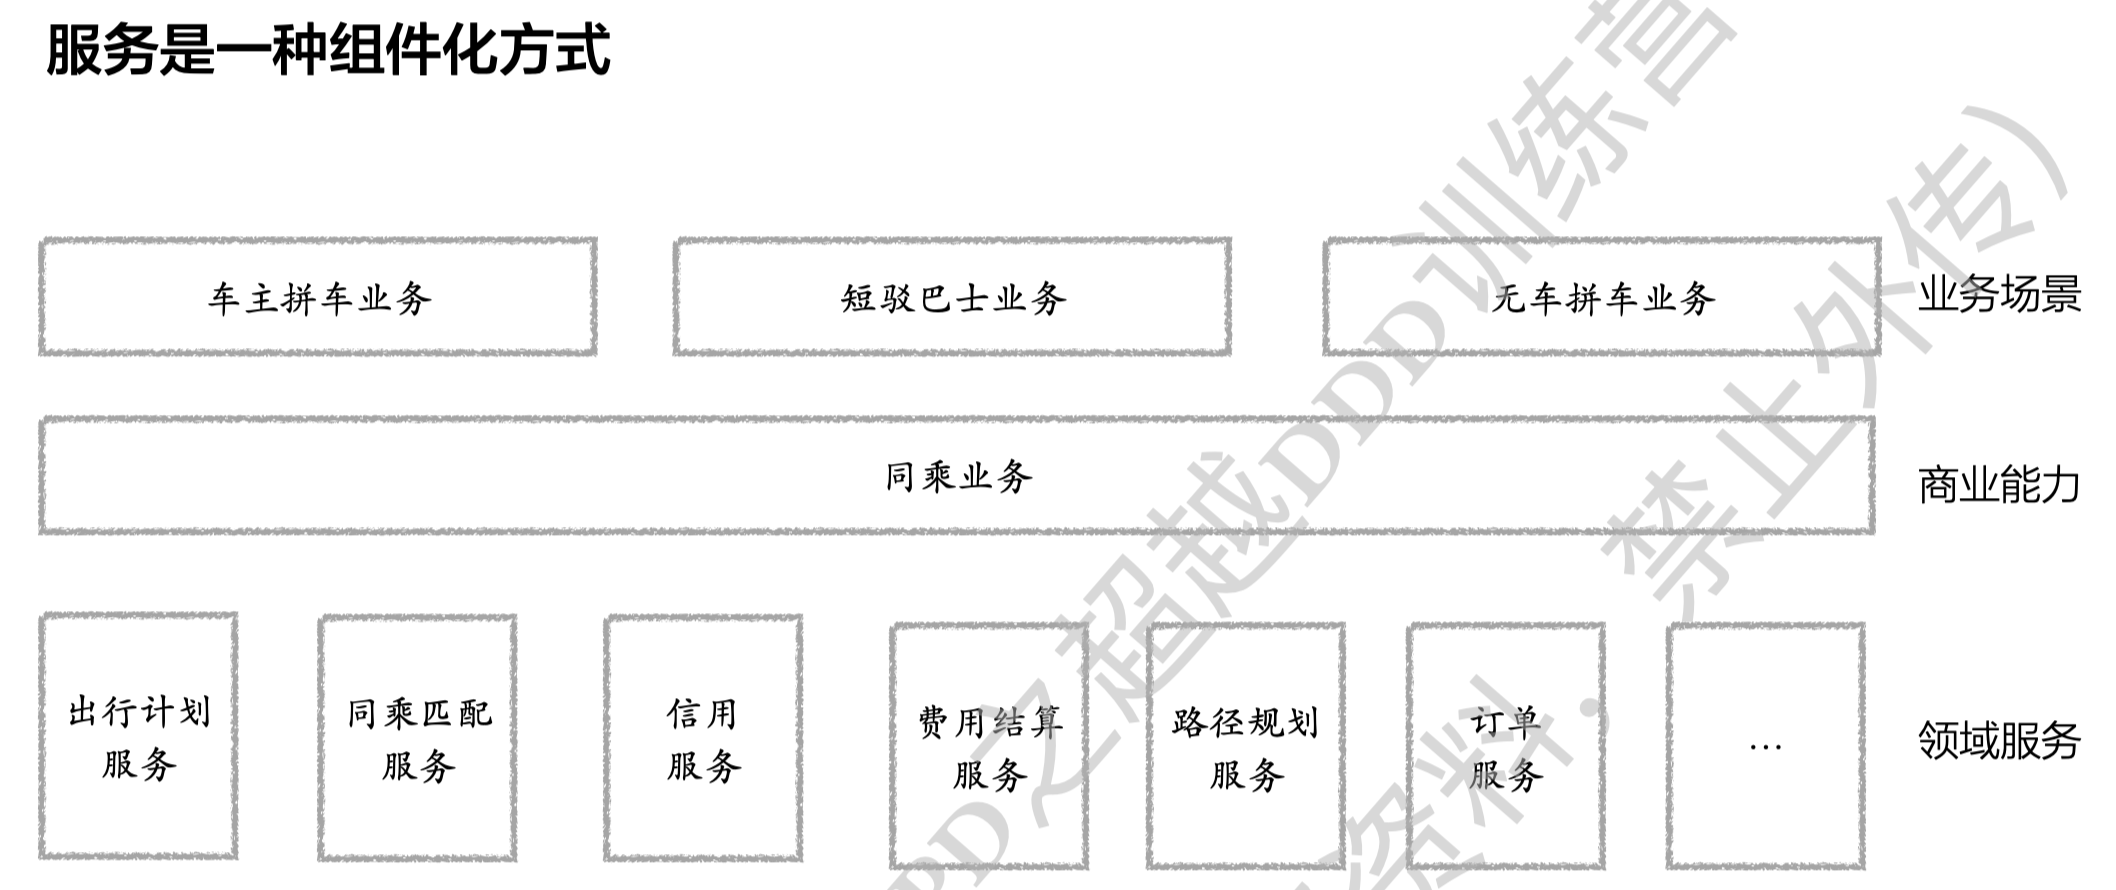 服务是一种组件化方式
车主拼车业务
短驳巴士业务
无车拼车业务
业务场景
同乘业务
商业能力
出行计划
服务
同乘匹配
服务
信用
服务
费用结算
服务
路径规划
服务
订单
服务
...
领域服务
PD之超越DDD训练营
资料，禁止外传）